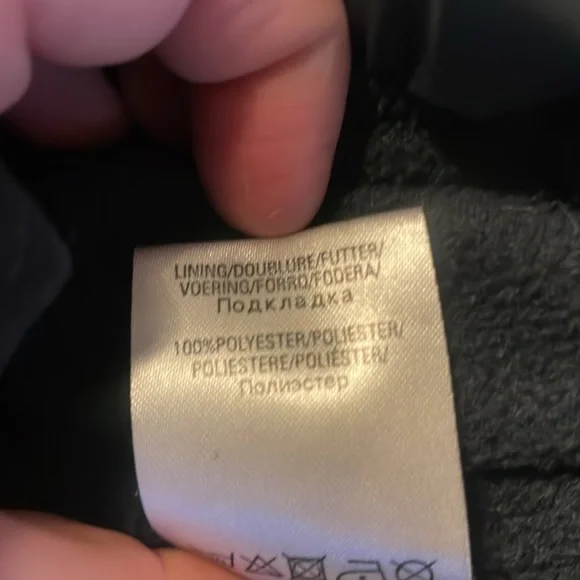 LINING/DOUBLURE/FUTTER/
VOERING/FORRO/FODERA/
Подкладка
100%POLYESTER/POLIESTER/
POLIESTERE/POLIÉSTER/
Полиэстер